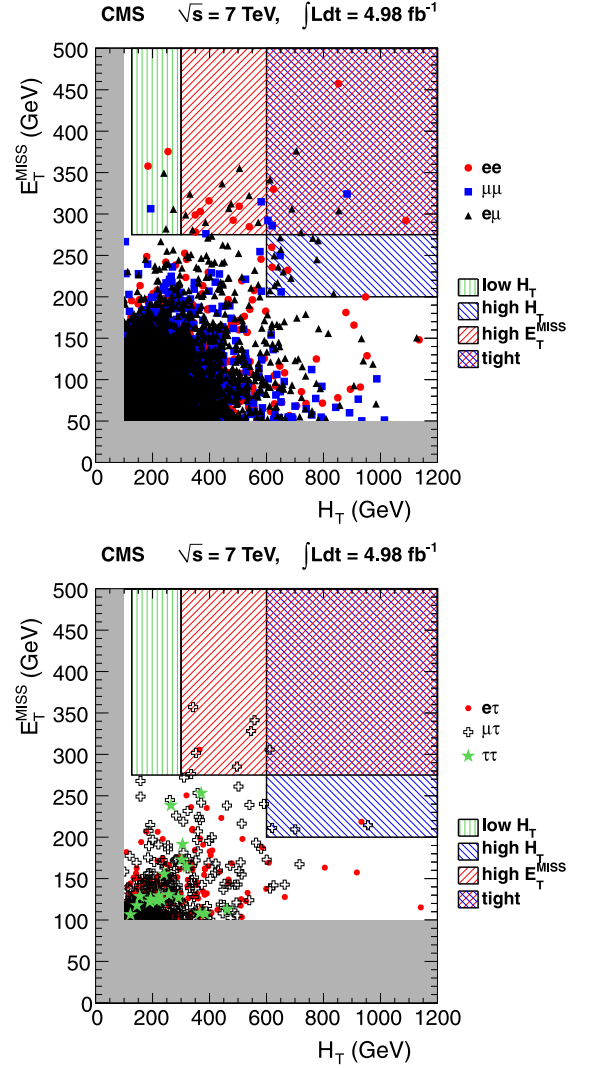 CMS √s = 7 TeV, ∫Ldt = 4.98 fb⁻¹
E_T^MISS (GeV)
500
450
400
350
300
250
200
150
100
50
0
0 200 400 600 800 1000 1200
H_T (GeV)
ee
μμ
eμ
low H_T
high H_T
high E_T^MISS
tight
CMS √s = 7 TeV, ∫Ldt = 4.98 fb⁻¹
E_T^MISS (GeV)
500
450
400
350
300
250
200
150
100
50
0
0 200 400 600 800 1000 1200
H_T (GeV)
eτ
μτ
ττ
low H_T
high H_T
high E_T^MISS
tight